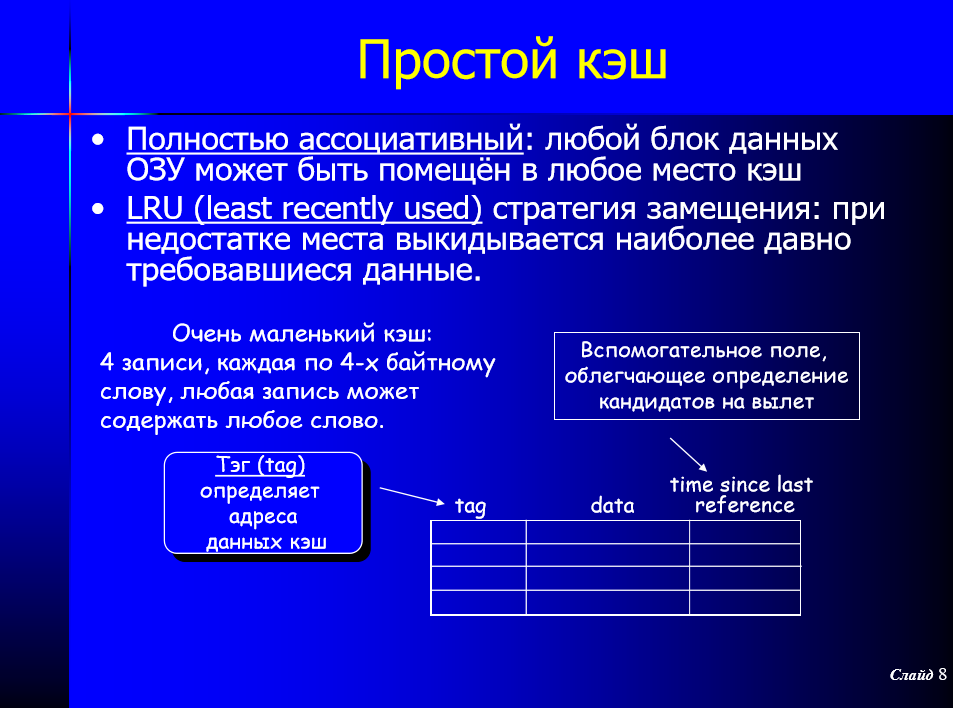 Простой кэш
• Полностью ассоциативный: любой блок данных
ОЗУ может быть помещён в любое место кэш
• LRU (least recently used) стратегия замещения: при
недостатке места выкидывается наиболее давно
требовавшиеся данные.
Очень маленький кэш:
4 записи, каждая по 4-х байтному
слову, любая запись может
содержать любое слово.
Вспомогательное поле,
облегчающее определение
кандидатов на вылет
Тэг (tag)
определяет
адреса
данных кэш
tag
data
time since last
reference
Слайд 8